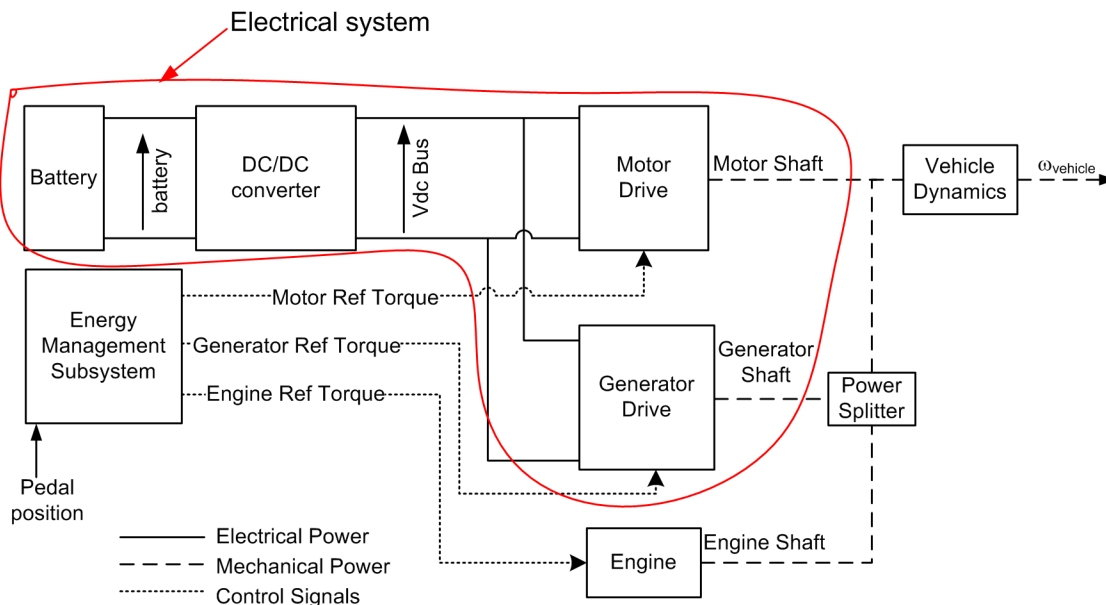 Electrical system
Battery
battery
DC/DC
converter
Vdc Bus
Motor
Drive
Motor Shaft
Vehicle
Dynamics
ωvehicle
Energy
Management
Subsystem
Motor Ref Torque
Generator Ref Torque
Engine Ref Torque
Generator
Drive
Generator
Shaft
Power
Splitter
Pedal
position
Engine
Engine Shaft
Electrical Power
Mechanical Power
Control Signals